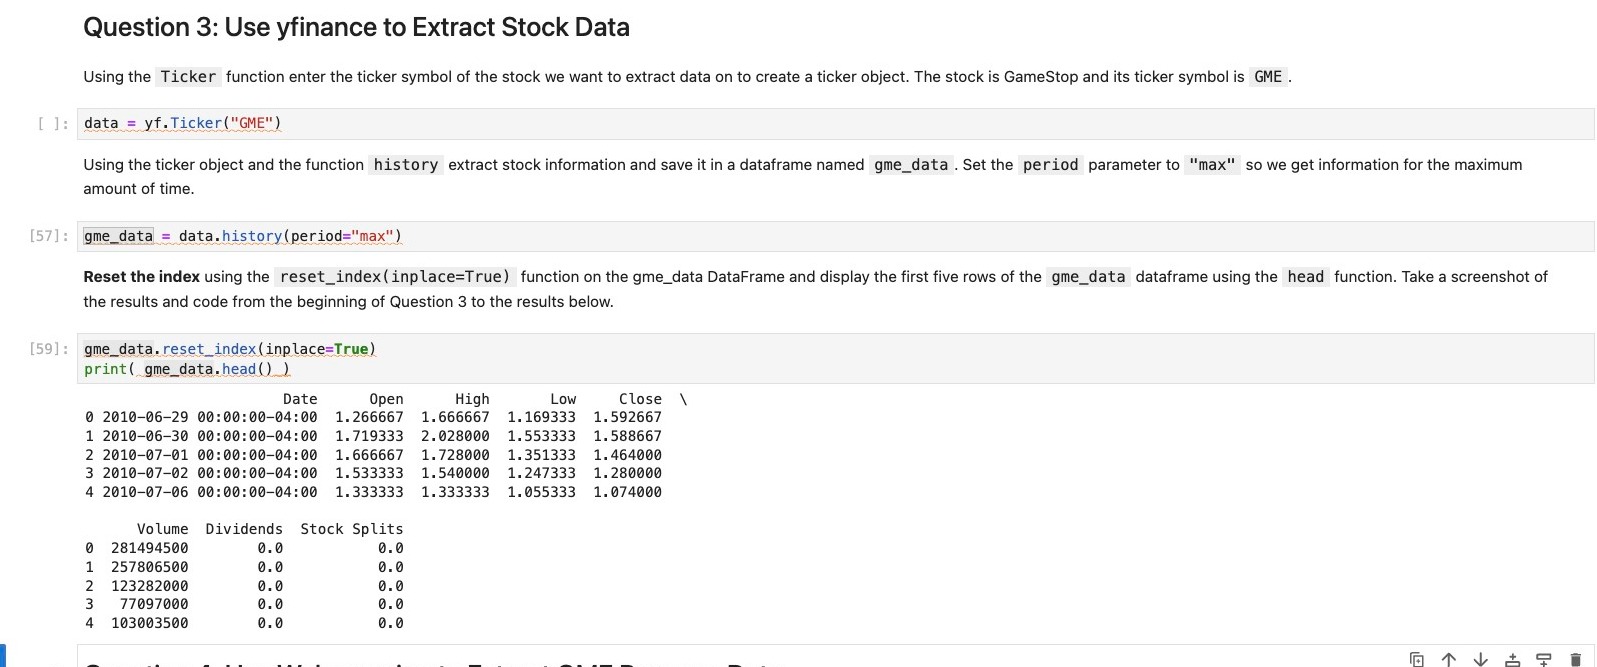 Question 3: Use yfinance to Extract Stock Data
Using the Ticker function enter the ticker symbol of the stock we want to extract data on to create a ticker object. The stock is GameStop and its ticker symbol is GME .
[ ]: data = yf.Ticker("GME")
Using the ticker object and the function history extract stock information and save it in a dataframe named gme_data . Set the period parameter to "max" so we get information for the maximum
amount of time.
[57]: gme_data = data.history(period="max")
Reset the index using the reset_index(inplace=True) function on the gme_data DataFrame and display the first five rows of the gme_data dataframe using the head function. Take a screenshot of
the results and code from the beginning of Question 3 to the results below.
[59]: gme_data.reset_index(inplace=True)
print( gme_data.head() )
Date Open High Low Close \
0 2010-06-29 00:00:00-04:00 1.266667 1.666667 1.169333 1.592667
1 2010-06-30 00:00:00-04:00 1.719333 2.028000 1.553333 1.588667
2 2010-07-01 00:00:00-04:00 1.666667 1.728000 1.351333 1.464000
3 2010-07-02 00:00:00-04:00 1.533333 1.540000 1.247333 1.280000
4 2010-07-06 00:00:00-04:00 1.333333 1.333333 1.055333 1.074000
Volume Dividends Stock Splits
0 281494500 0.0 0.0
1 257806500 0.0 0.0
2 123282000 0.0 0.0
3 77097000 0.0 0.0
4 103003500 0.0 0.0